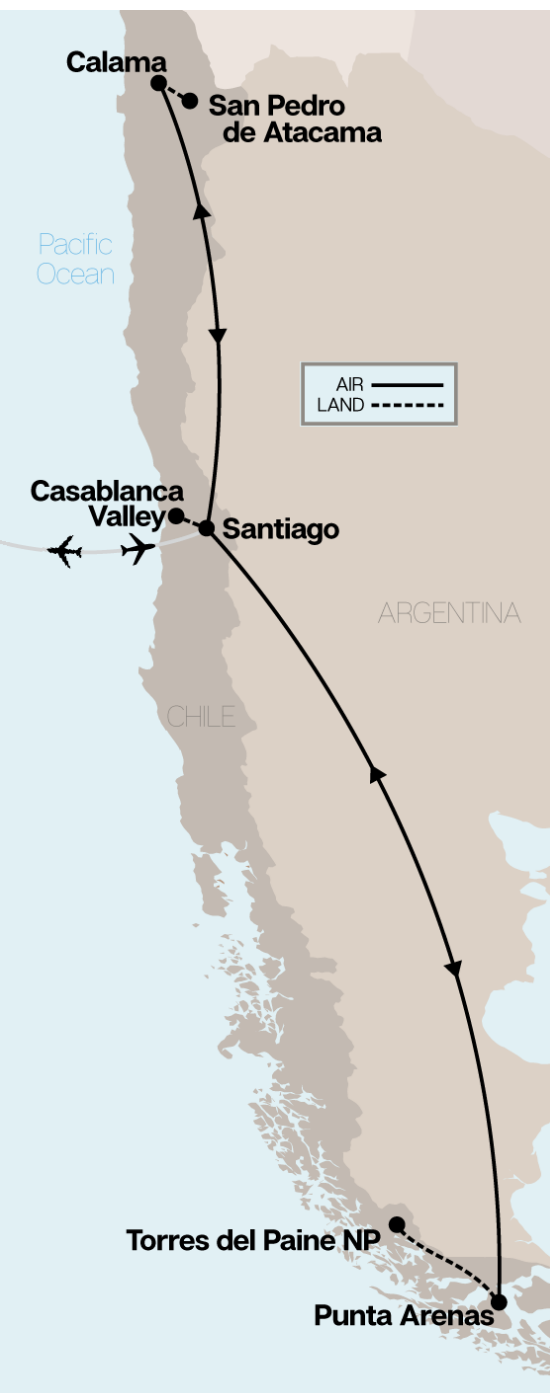 Calama
San Pedro
de Atacama
Pacific
Ocean
AIR
LAND
Casablanca
Valley
Santiago
ARGENTINA
CHILE
Torres del Paine NP
Punta Arenas